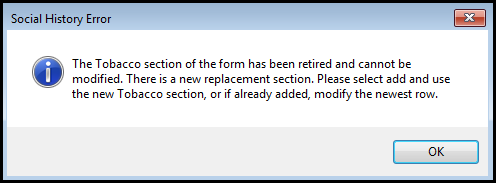 Social History Error
The Tobacco section of the form has been retired and cannot be
modified. There is a new replacement section. Please select add and use
the new Tobacco section, or if already added, modify the newest row.
OK